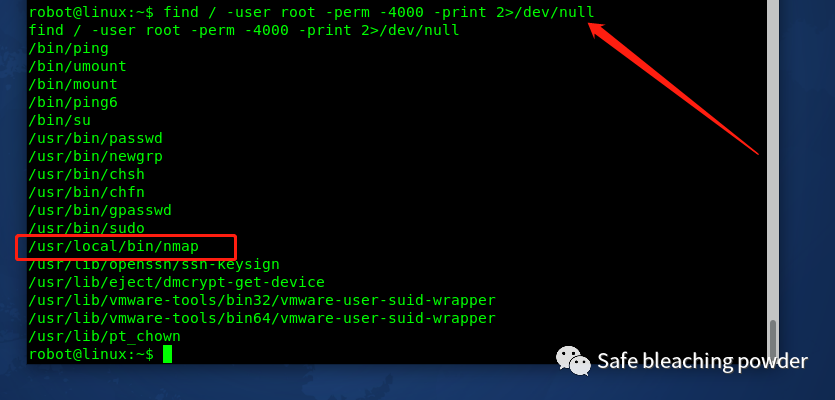 robot@linux:~$ find / -user root -perm -4000 -print 2>/dev/null
find / -user root -perm -4000 -print 2>/dev/null
/bin/ping
/bin/umount
/bin/mount
/bin/ping6
/bin/su
/usr/bin/passwd
/usr/bin/newgrp
/usr/bin/chsh
/usr/bin/chfn
/usr/bin/gpasswd
/usr/bin/sudo
/usr/local/bin/nmap
/usr/lib/openssh/ssh-keysign
/usr/lib/eject/dmcrypt-get-device
/usr/lib/vmware-tools/bin32/vmware-user-suid-wrapper
/usr/lib/vmware-tools/bin64/vmware-user-suid-wrapper
/usr/lib/pt_chown
robot@linux:~$
Safe bleaching powder